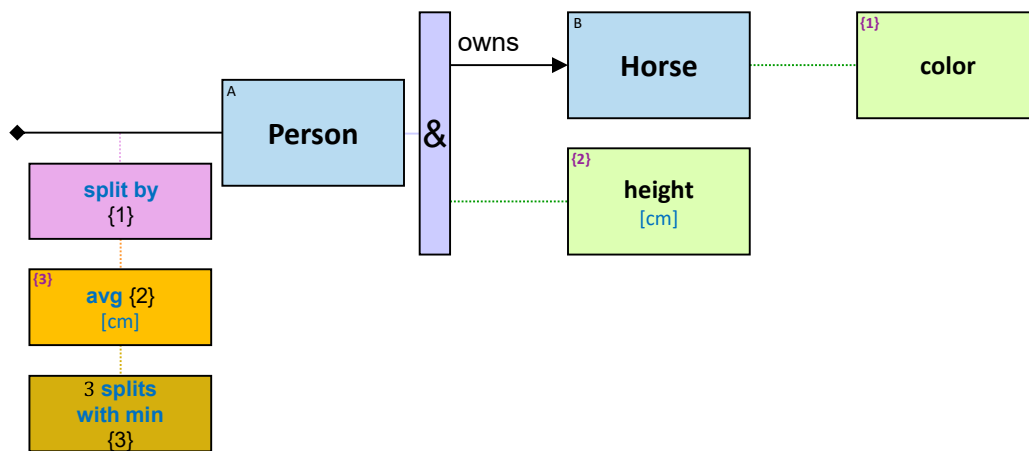 A
Person
&
owns
B
Horse
{1}
color
{2}
height
[cm]
split by
{1}
{3}
avg {2}
[cm]
3 splits
with min
{3}